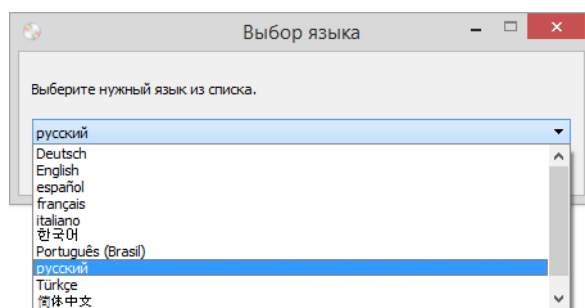 Выбор языка
Выберите нужный язык из списка.
русский
Deutsch
English
español
français
italiano
한국어
Português (Brasil)
русский
Türkçe
简体中文